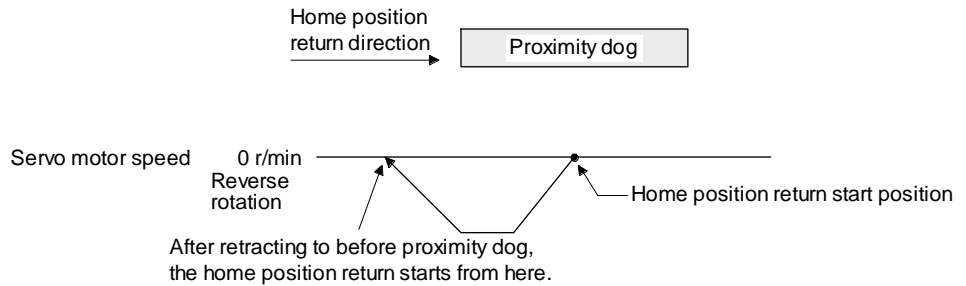 Home position
return direction
Proximity dog
Servo motor speed
0 r/min
Reverse
rotation
Home position return start position
After retracting to before proximity dog,
the home position return starts from here.